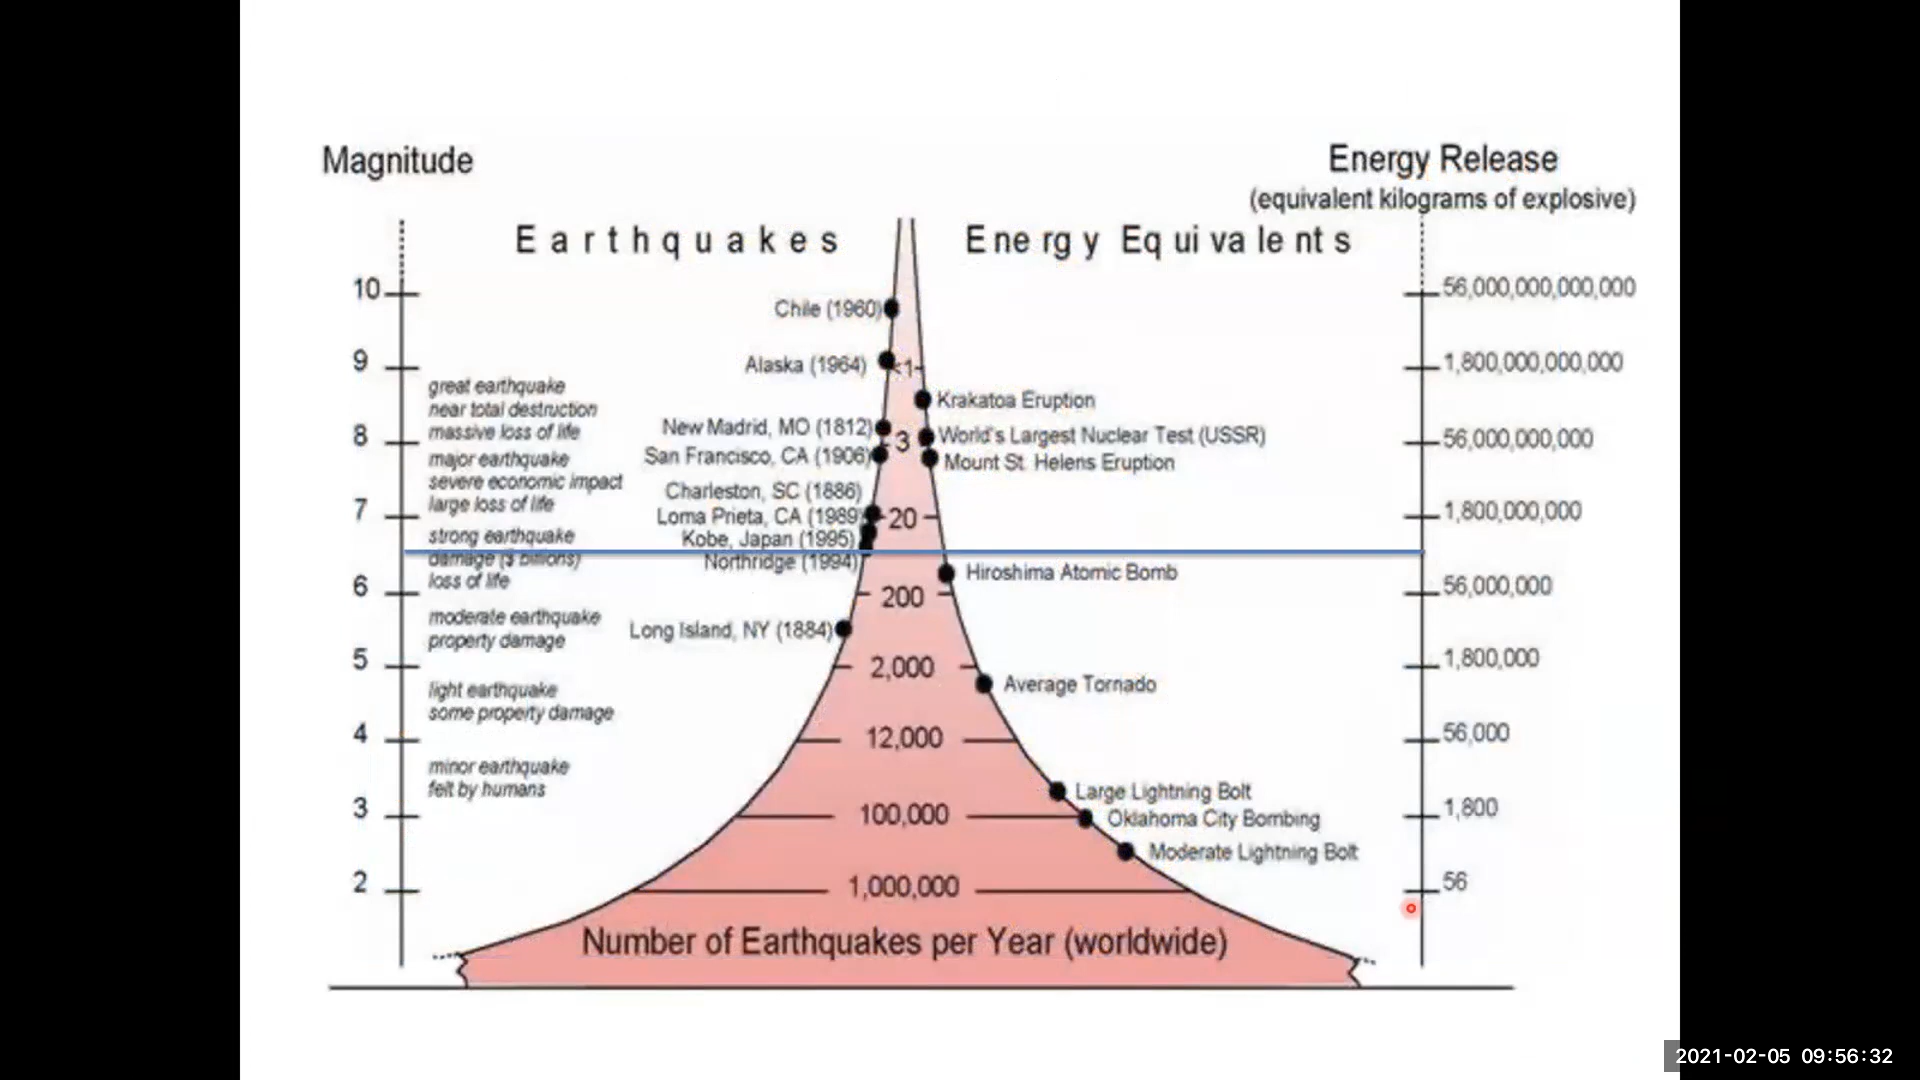 Magnitude
Energy Release
(equivalent kilograms of explosive)
Earthquakes
Energy Equivalents
10
56,000,000,000,000
Chile (1960)
9
Alaska (1964)
<1
1,800,000,000,000
great earthquake
near total destruction
massive loss of life
Krakatoa Eruption
8
New Madrid, MO (1812)
3
World's Largest Nuclear Test (USSR)
56,000,000,000
San Francisco, CA (1906)
Mount St. Helens Eruption
major earthquake
severe economic impact
large loss of life
Charleston, SC (1886)
7
Loma Prieta, CA (1989)
20
1,800,000,000
strong earthquake
damage ($ billions)
loss of life
Kobe, Japan (1995)
Northridge (1994)
Hiroshima Atomic Bomb
6
200
56,000,000
moderate earthquake
property damage
Long Island, NY (1884)
5
2,000
1,800,000
light earthquake
some property damage
Average Tornado
4
12,000
56,000
minor earthquake
felt by humans
Large Lightning Bolt
3
100,000
Oklahoma City Bombing
1,800
Moderate Lightning Bolt
2
1,000,000
56
Number of Earthquakes per Year (worldwide)
2021-02-05 09:56:32